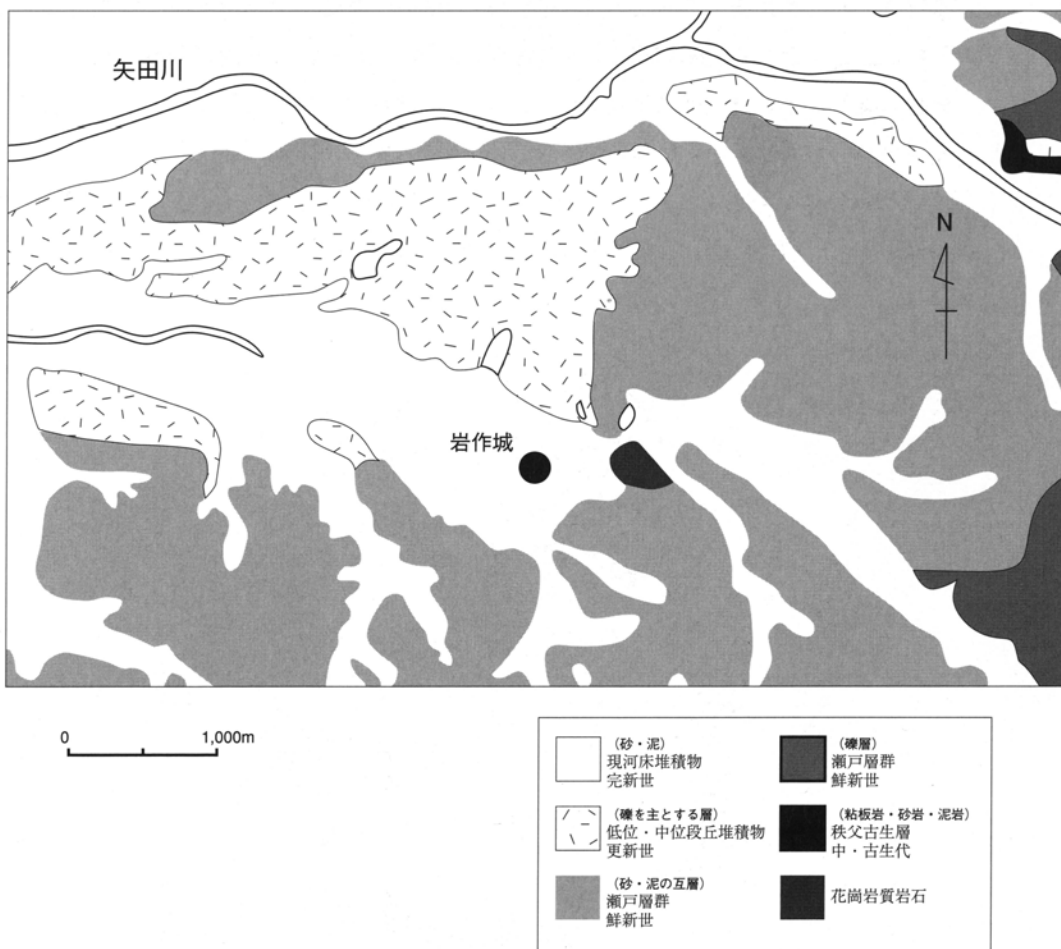 矢田川
N
岩作城
0 1,000m
（砂・泥）
現河床堆積物
完新世
（礫を主とする層）
低位・中位段丘堆積物
更新世
（砂・泥の互層）
瀬戸層群
鮮新世
（礫層）
瀬戸層群
鮮新世
（粘板岩・砂岩・泥岩）
秩父古生層
中・古生代
花崗岩質岩石